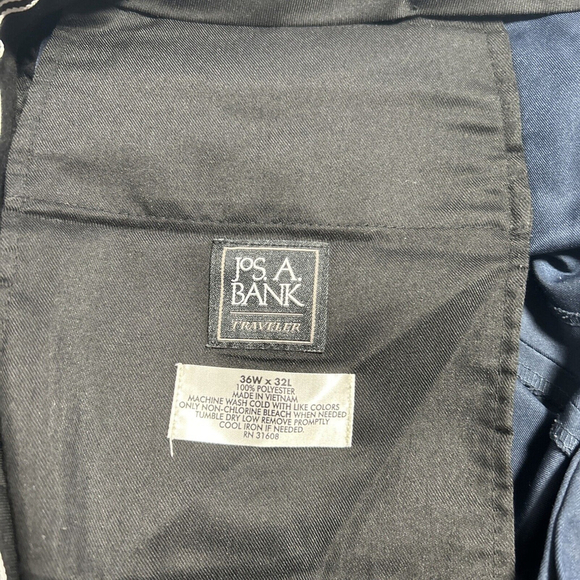 JOS. A.
BANK
TRAVELER
36W x 32L
100% POLYESTER
MADE IN VIETNAM
MACHINE WASH COLD WITH LIKE COLORS
ONLY NON-CHLORINE BLEACH WHEN NEEDED
TUMBLE DRY LOW REMOVE PROMPTLY
COOL IRON IF NEEDED.
RN 31608